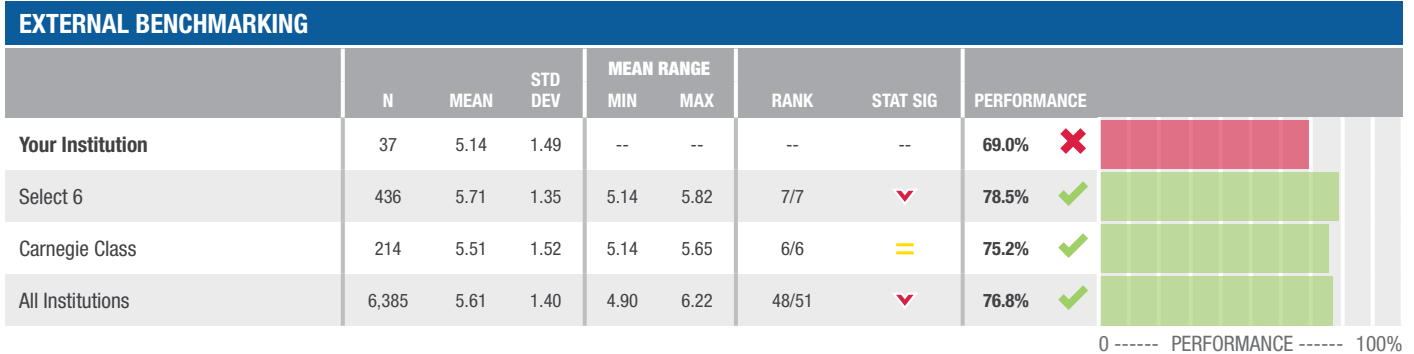 EXTERNAL BENCHMARKING
N MEAN STD DEV MEAN RANGE MIN MAX RANK STAT SIG PERFORMANCE
Your Institution 37 5.14 1.49 -- -- -- -- 69.0%
Select 6 436 5.71 1.35 5.14 5.82 7/7 78.5%
Carnegie Class 214 5.51 1.52 5.14 5.65 6/6 = 75.2%
All Institutions 6,385 5.61 1.40 4.90 6.22 48/51 76.8%
0 ------ PERFORMANCE ------ 100%